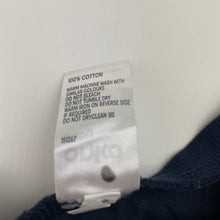 100% COTTON
WARM MACHINE WASH WITH
SIMILAR COLOURS
DO NOT BLEACH
DO NOT TUMBLE DRY
WARM IRON ON REVERSE SIDE
IF REQUIRED
DO NOT DRYCLEAN